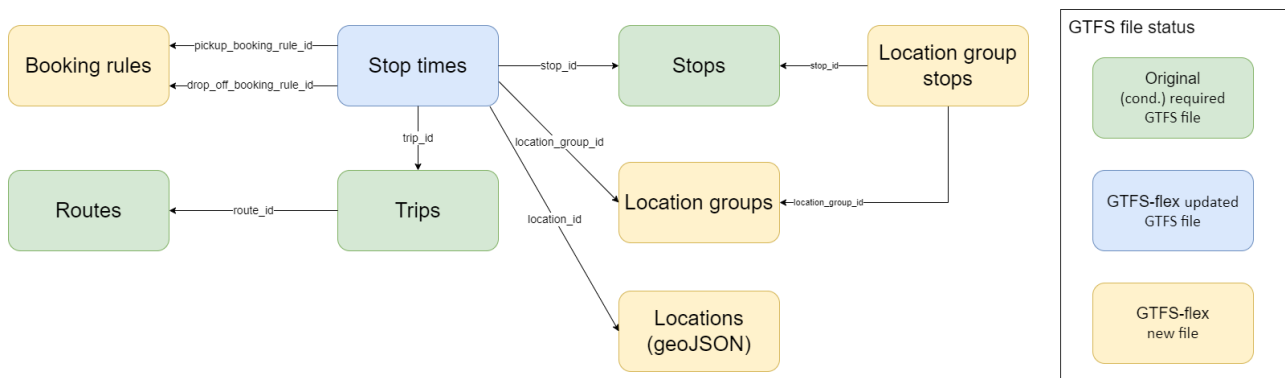 Booking rules
pickup_booking_rule_id
drop_off_booking_rule_id
Stop times
stop_id
Stops
stop_id
Location group
stops
trip_id
location_group_id
location_id
Routes
route_id
Trips
Location groups
location_group_id
Locations
(geoJSON)
GTFS file status
Original
(cond.) required
GTFS file
GTFS-flex updated
GTFS file
GTFS-flex
new file